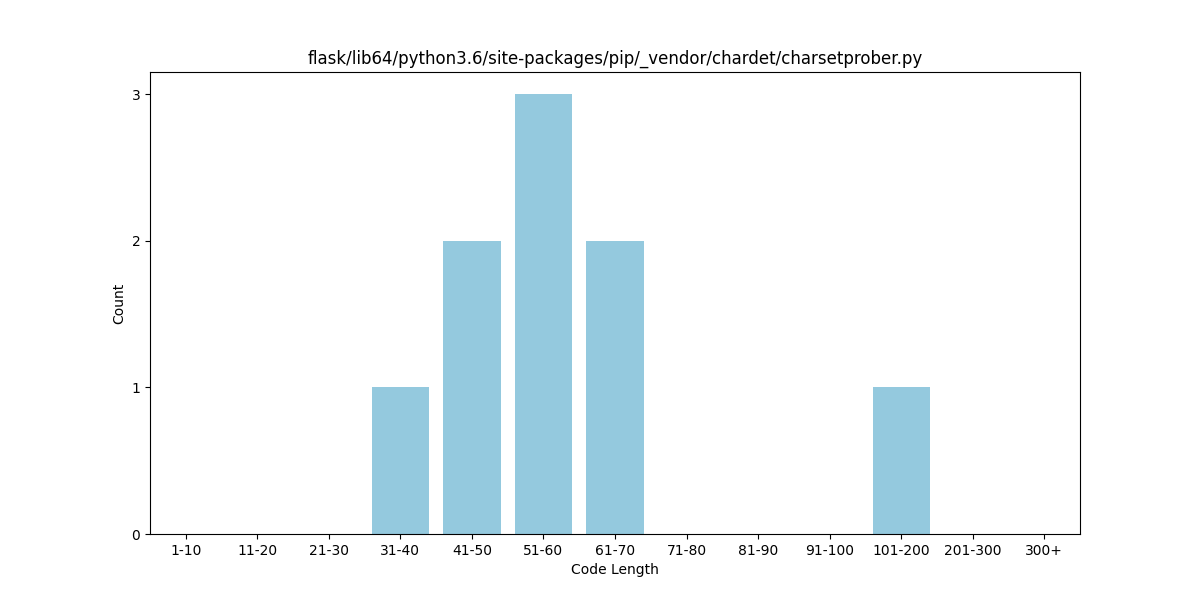 flask/lib64/python3.6/site-packages/pip/_vendor/chardet/charsetprober.py
3
2
1
0
Count
1-10 11-20 21-30 31-40 41-50 51-60 61-70 71-80 81-90 91-100 101-200 201-300 300+
Code Length